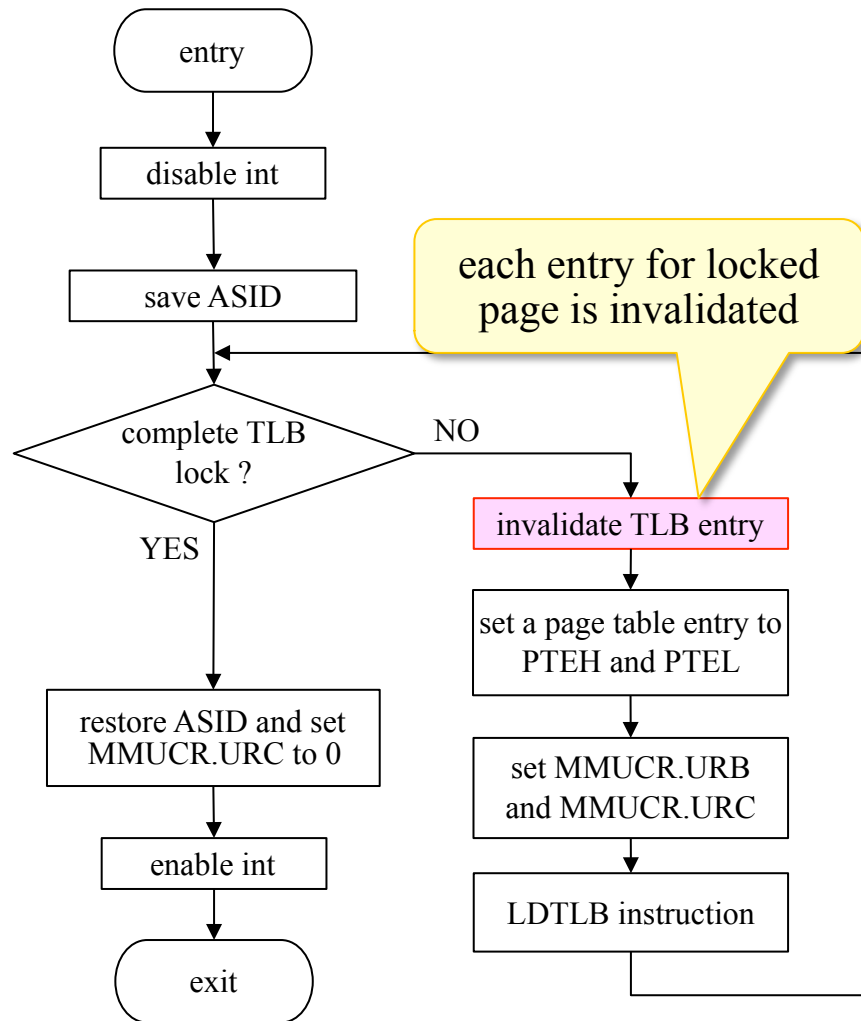 entry
disable int
save ASID
each entry for locked
page is invalidated
complete TLB
lock ?
NO
YES
invalidate TLB entry
set a page table entry to
PTEH and PTEL
restore ASID and set
MMUCR.URC to 0
set MMUCR.URB
and MMUCR.URC
enable int
LDTLB instruction
exit